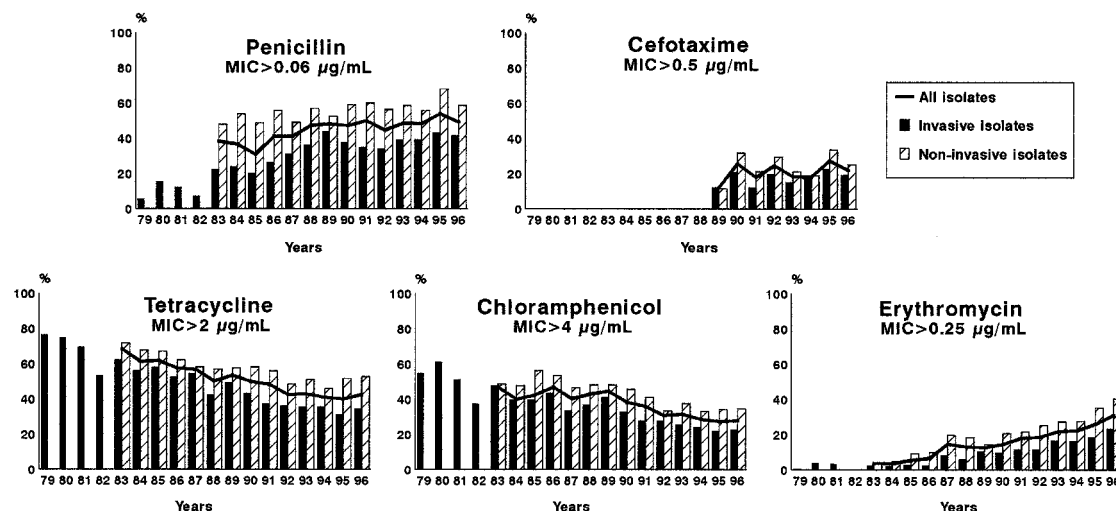 %
100
80
60
40
20
0
Penicillin
MIC>0.06 µg/mL
79 80 81 82 83 84 85 86 87 88 89 90 91 92 93 94 95 96
Years
%
100
80
60
40
20
0
Cefotaxime
MIC>0.5 µg/mL
79 80 81 82 83 84 85 86 87 88 89 90 91 92 93 94 95 96
Years
All isolates
Invasive isolates
Non-invasive isolates
%
100
80
60
40
20
0
Tetracycline
MIC>2 µg/mL
79 80 81 82 83 84 85 86 87 88 89 90 91 92 93 94 95 96
Years
%
100
80
60
40
20
0
Chloramphenicol
MIC>4 µg/mL
79 80 81 82 83 84 85 86 87 88 89 90 91 92 93 94 95 96
Years
%
100
80
60
40
20
0
Erythromycin
MIC>0.25 µg/mL
79 80 81 82 83 84 85 86 87 88 89 90 91 92 93 94 95 96
Years